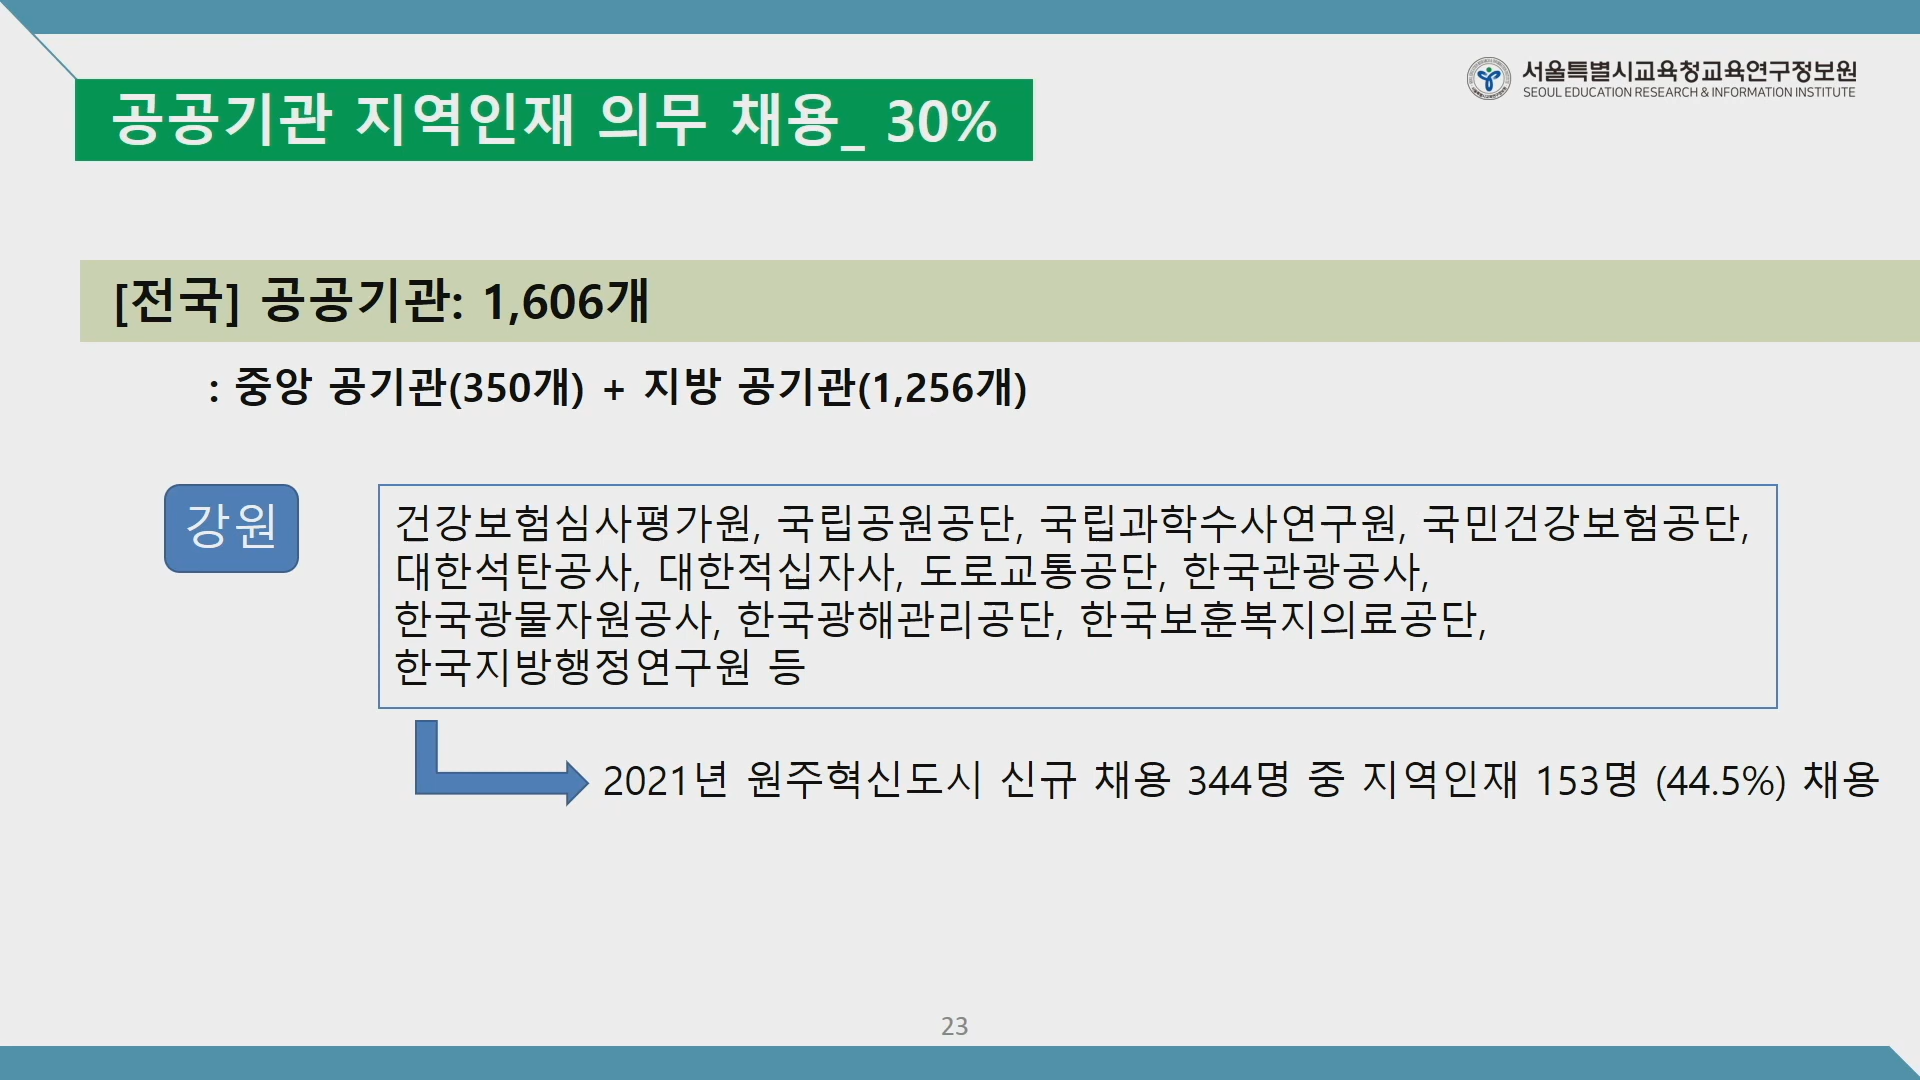 서울특별시교육청교육연구정보원
SEOUL EDUCATION RESEARCH & INFORMATION INSTITUTE
공공기관 지역인재 의무 채용_ 30%
[전국] 공공기관: 1,606개
: 중앙 공기관(350개) + 지방 공기관(1,256개)
강원
건강보험심사평가원, 국립공원공단, 국립과학수사연구원, 국민건강보험공단,
대한석탄공사, 대한적십자사, 도로교통공단, 한국관광공사,
한국광물자원공사, 한국광해관리공단, 한국보훈복지의료공단,
한국지방행정연구원 등
2021년 원주혁신도시 신규 채용 344명 중 지역인재 153명 (44.5%) 채용
23